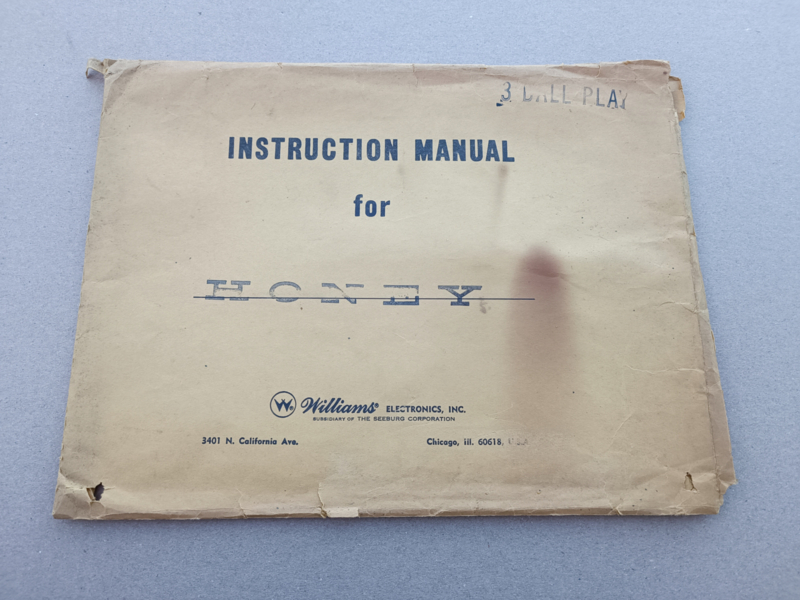 3 BALL PLAY
INSTRUCTION MANUAL
for
HONEY
W Williams® ELECTRONICS, INC.
SUBSIDIARY OF THE SEEBURG CORPORATION
3401 N. California Ave. Chicago, Ill. 60618, U.S.A.